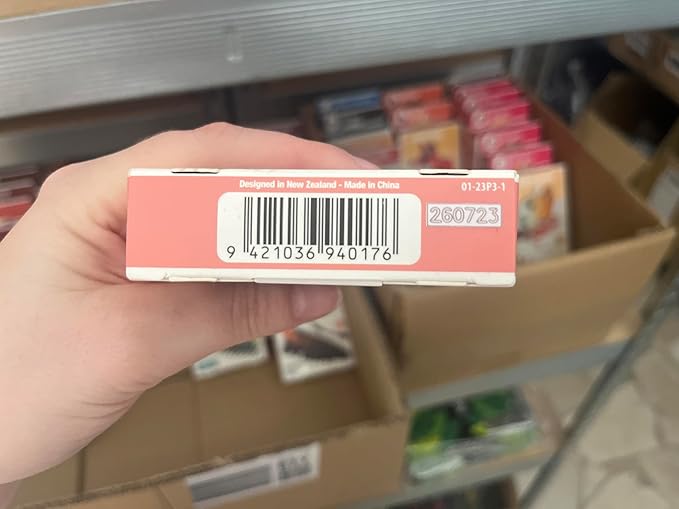 Designed in New Zealand - Made in China
01-23P3-1
260723
9 421036 940176